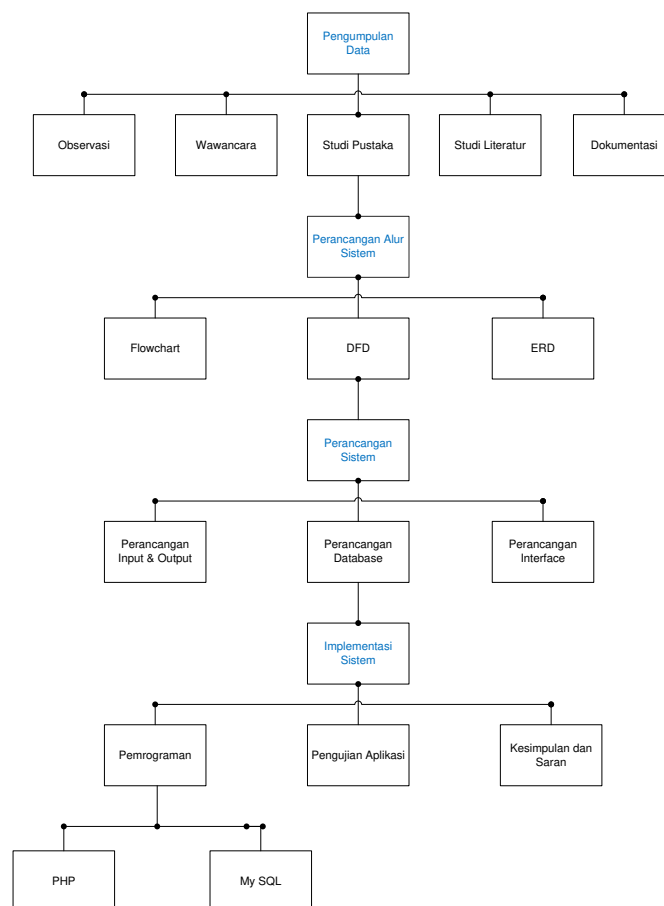 Pengumpulan
Data
Observasi
Wawancara
Studi Pustaka
Studi Literatur
Dokumentasi
Perancangan Alur
Sistem
Flowchart
DFD
ERD
Perancangan
Sistem
Perancangan
Input & Output
Perancangan
Database
Perancangan
Interface
Implementasi
Sistem
Pemrograman
Pengujian Aplikasi
Kesimpulan dan
Saran
PHP
My SQL